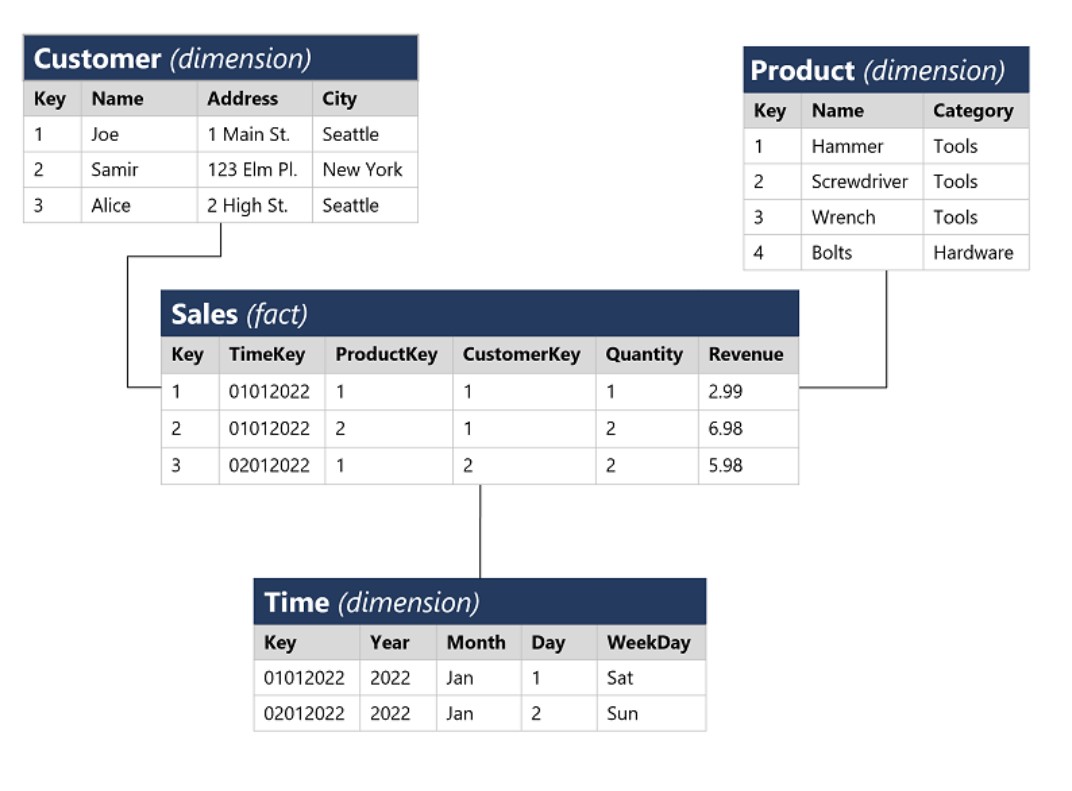 Customer (dimension)
Key Name Address City
1 Joe 1 Main St. Seattle
2 Samir 123 Elm Pl. New York
3 Alice 2 High St. Seattle
Product (dimension)
Key Name Category
1 Hammer Tools
2 Screwdriver Tools
3 Wrench Tools
4 Bolts Hardware
Sales (fact)
Key TimeKey ProductKey CustomerKey Quantity Revenue
1 01012022 1 1 1 2.99
2 01012022 2 1 2 6.98
3 02012022 1 2 2 5.98
Time (dimension)
Key Year Month Day WeekDay
01012022 2022 Jan 1 Sat
02012022 2022 Jan 2 Sun